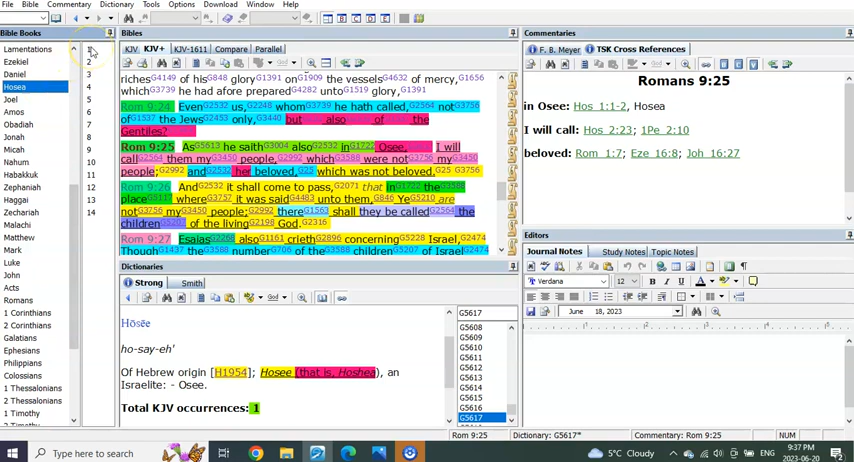 File Bible Commentary Dictionary Tools Options Download Window Help
Bible Books
Lamentations
Ezekiel
Daniel
Hosea
Joel
Amos
Obadiah
Jonah
Micah
Nahum
Habakkuk
Zephaniah
Haggai
Zechariah
Malachi
Matthew
Mark
Luke
John
Acts
Romans
1 Corinthians
2 Corinthians
Galatians
Ephesians
Philippians
Colossians
1 Thessalonians
2 Thessalonians
1 Timothy
1
2
3
4
5
6
7
8
9
10
11
12
13
14
Bibles
KJV KJV+ KJV-1611 Compare Parallel
riches G4149 of his G848 glory G1391 on G1909 the vessels G4632 of mercy, G1656
which G3739 he had afore prepared G4282 unto G1519 glory, G1391
Rom 9:24 Even G2532 us, G2248 whom G3739 he hath called, G2564 not G3756
of G1537 the Jews G2453 only, G3440 but also of the
Gentiles?
Rom 9:25 As G5613 he saith G3004 also G2532 in G1722 Osee, I will
call G2564 them my G3450 people, G2992 which were not G3756 my G3450
people; G2992 and G2532 her beloved, G25 which was not beloved. G25 G3756
Rom 9:26 And G2532 it shall come to pass, G2071 that in G1722 the G3588
place G5117 where G3757 it was said G4483 unto them, G846 Ye G5210 are
not G3756 my G3450 people; G2992 there G1563 shall they be called G2564 the
children G5207 of the living G2198 God. G2316
Rom 9:27 Esaias G2268 also G1161 crieth G2896 concerning G5228 Israel, G2474
Though G1437 the G3588 number G706 of the G3588 children G5207 of Israel G2474
Dictionaries
Strong Smith
Hōsēe
ho-say-eh'
Of Hebrew origin [H1954]; Hosee (that is, Hoshea), an
Israelite: - Osee.
Total KJV occurrences: 1
G5617
G5608
G5609
G5610
G5611
G5612
G5613
G5614
G5615
G5616
G5617
Commentaries
F. B. Meyer TSK Cross References
Romans 9:25
in Osee: Hos 1:1-2, Hosea
I will call: Hos 2:23; 1Pe 2:10
beloved: Rom 1:7; Eze 16:8; Joh 16:27
Editors
Journal Notes Study Notes Topic Notes
Verdana 12 B I U A
June 18, 2023
1 2 3 4 5
Rom 9:25 Dictionary: G5617* Commentary: Rom 9:25 NUM
Type here to search
5°C Cloudy ENG 9:37 PM
2023-06-20
2